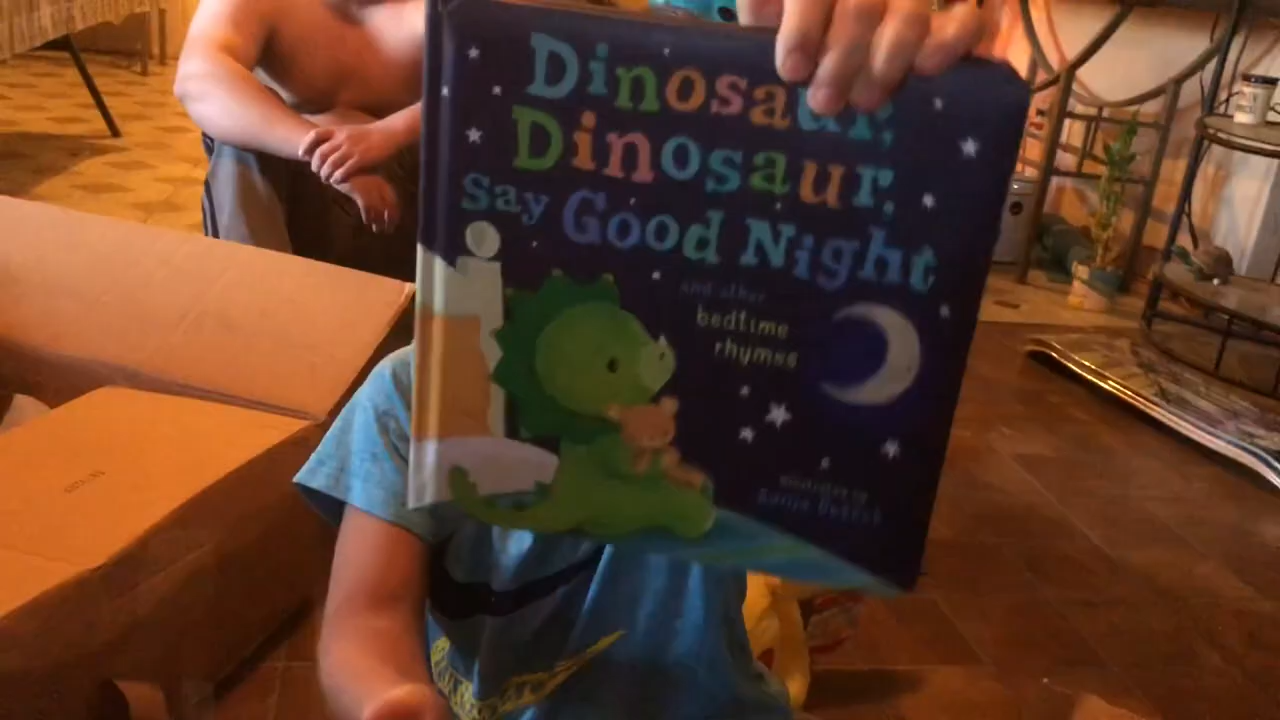 Dinosaur,
Dinosaur,
say Good Night
and other
bedtime
rhymes